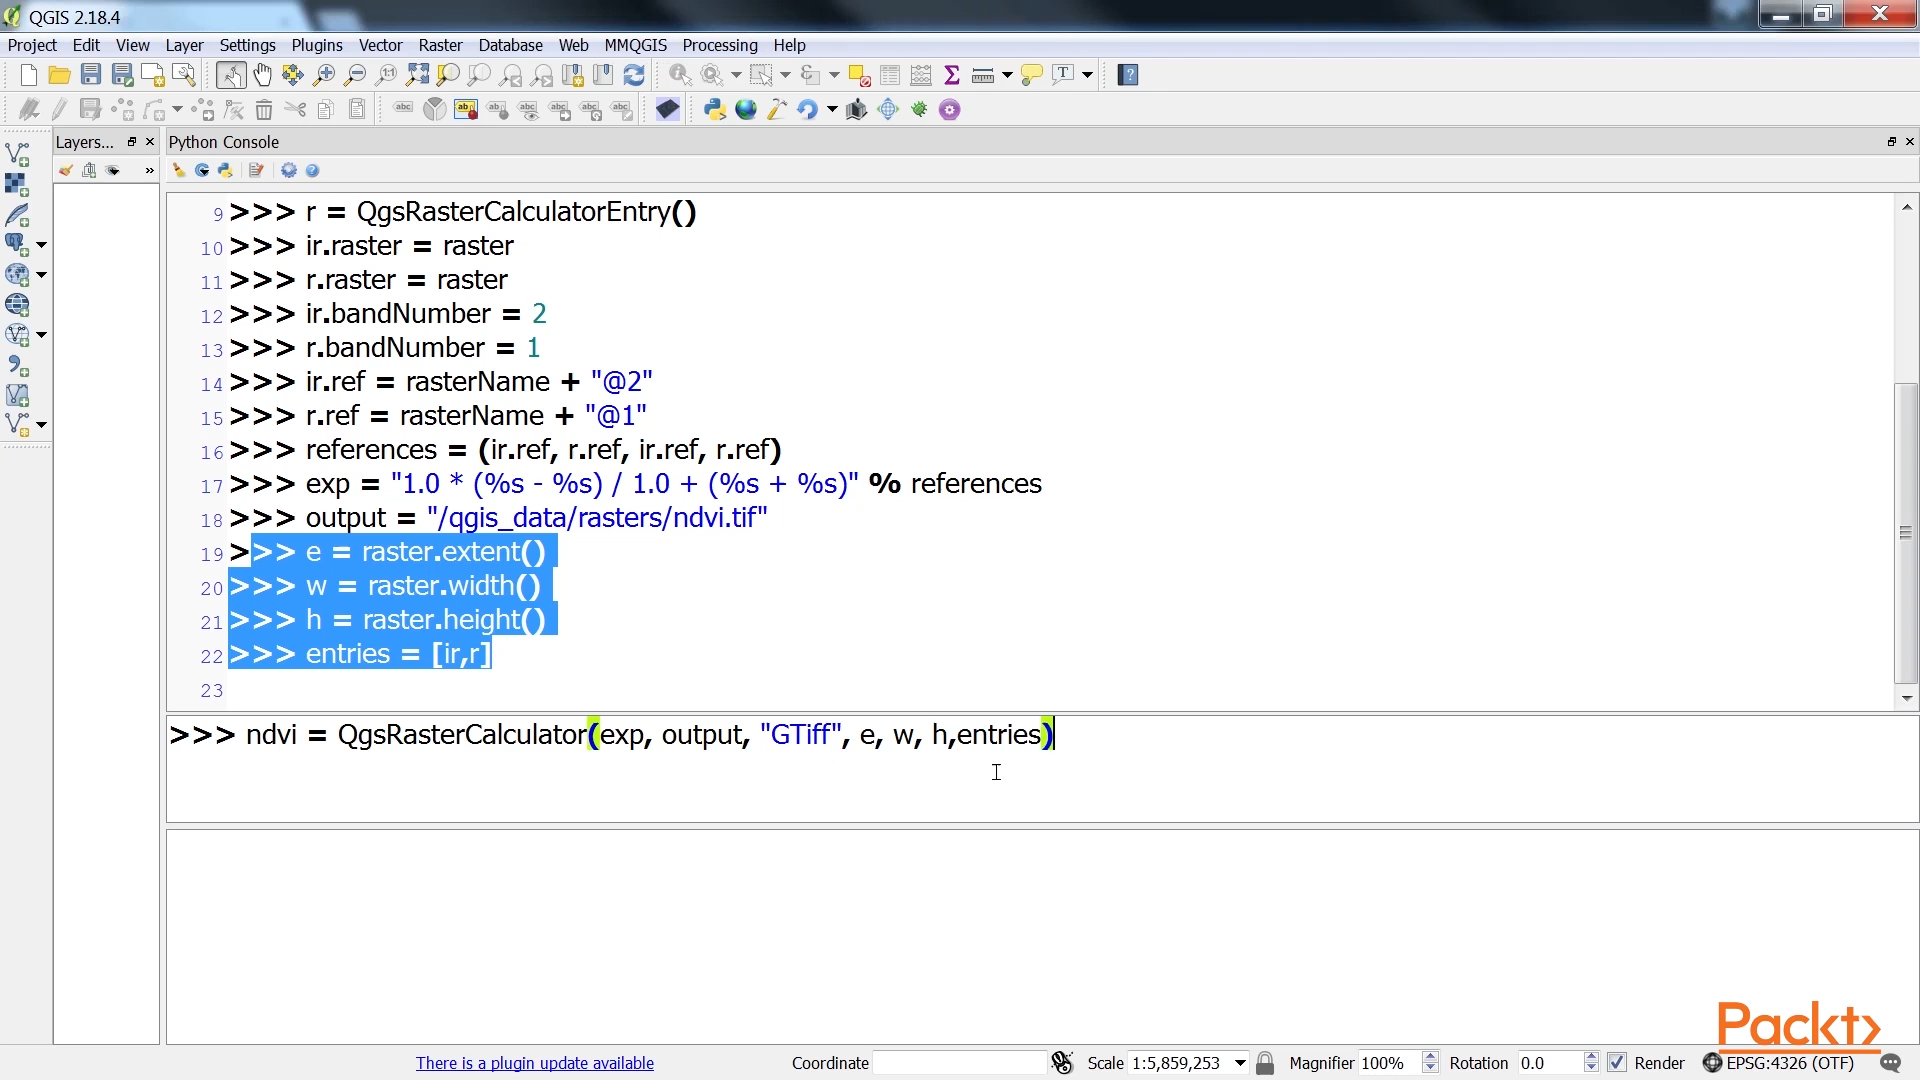 QGIS 2.18.4
Project Edit View Layer Settings Plugins Vector Raster Database Web MMQGIS Processing Help
Layers... Python Console
9 >>> r = QgsRasterCalculatorEntry()
10 >>> ir.raster = raster
11 >>> r.raster = raster
12 >>> ir.bandNumber = 2
13 >>> r.bandNumber = 1
14 >>> ir.ref = rasterName + "@2"
15 >>> r.ref = rasterName + "@1"
16 >>> references = (ir.ref, r.ref, ir.ref, r.ref)
17 >>> exp = "1.0 * (%s - %s) / 1.0 + (%s + %s)" % references
18 >>> output = "/qgis_data/rasters/ndvi.tif"
19 >>> e = raster.extent()
20 >>> w = raster.width()
21 >>> h = raster.height()
22 >>> entries = [ir,r]
23
>>> ndvi = QgsRasterCalculator(exp, output, "GTiff", e, w, h,entries)
Packt>
There is a plugin update available Coordinate Scale 1:5,859,253 Magnifier 100% Rotation 0.0 Render EPSG:4326 (OTF)